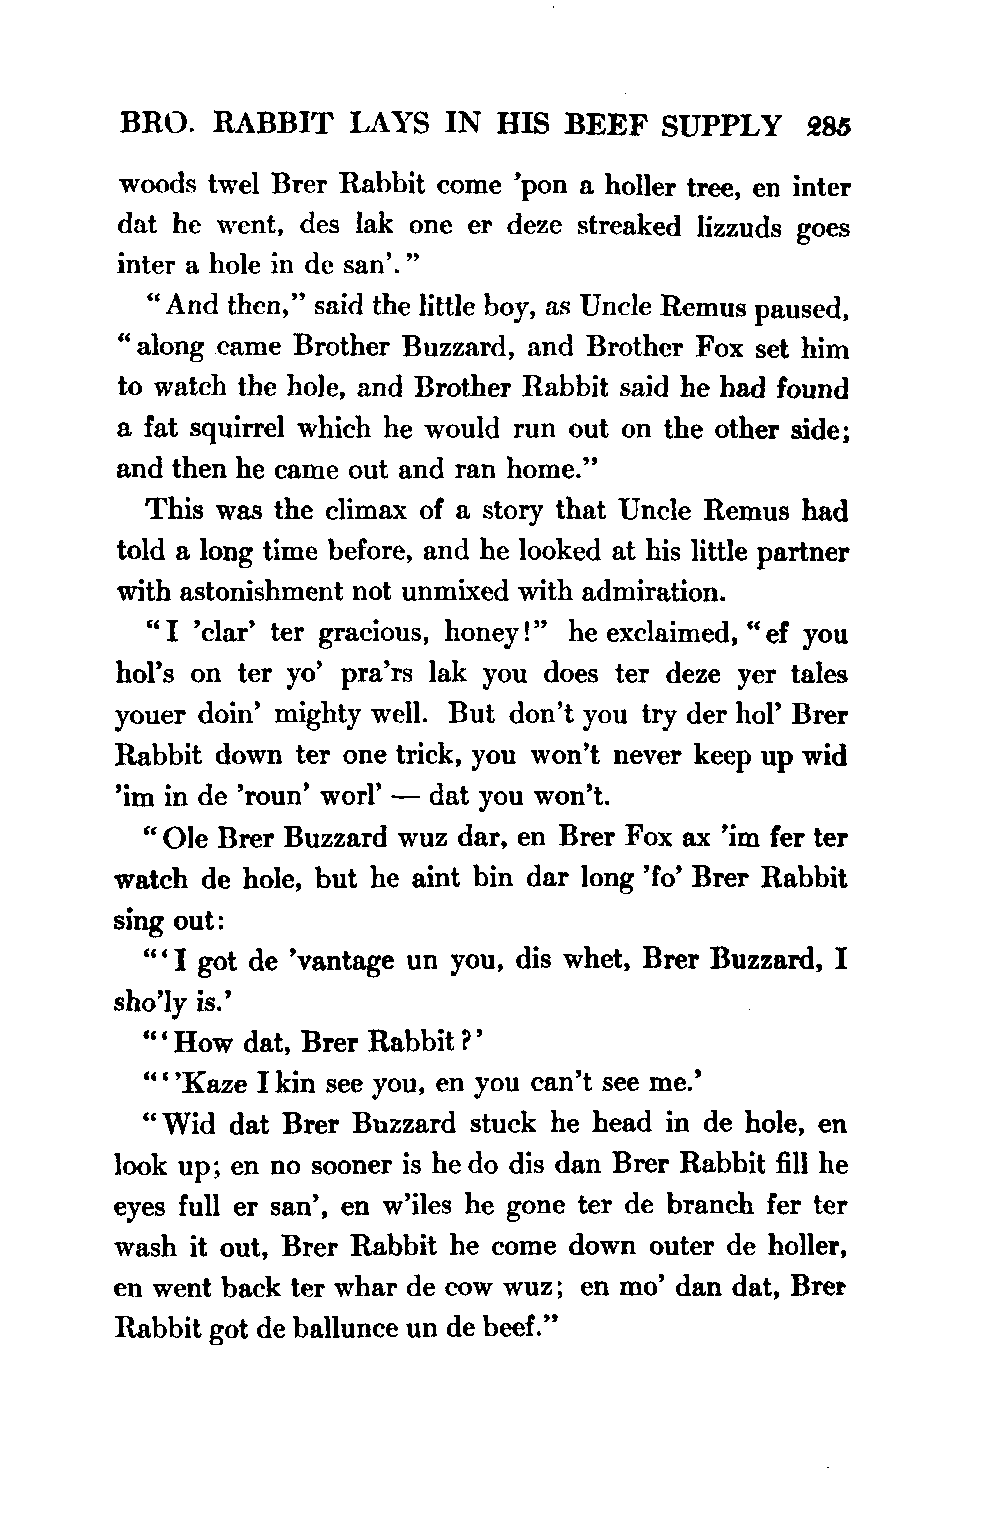 BRO. RABBIT LAYS IN HIS BEEF SUPPLY 285
woods twel Brer Rabbit come ’pon a holler tree, en inter
dat he went, des lak one er deze streaked lizzuds goes
inter a hole in de san’.”
“And then,” said the little boy, as Uncle Remus paused,
“along came Brother Buzzard, and Brother Fox set him
to watch the hole, and Brother Rabbit said he had found
a fat squirrel which he would run out on the other side;
and then he came out and ran home.”
This was the climax of a story that Uncle Remus had
told a long time before, and he looked at his little partner
with astonishment not unmixed with admiration.
“I ’clar’ ter gracious, honey!” he exclaimed, “ef you
hol’s on ter yo’ pra’rs lak you does ter deze yer tales
youer doin’ mighty well. But don’t you try der hol’ Brer
Rabbit down ter one trick, you won’t never keep up wid
’im in de ’roun’ worl’ — dat you won’t.
“Ole Brer Buzzard wuz dar, en Brer Fox ax ’im fer ter
watch de hole, but he aint bin dar long ’fo’ Brer Rabbit
sing out:
“‘I got de ’vantage un you, dis whet, Brer Buzzard, I
sho’ly is.’
“‘How dat, Brer Rabbit?’
“‘’Kaze I kin see you, en you can’t see me.’
“Wid dat Brer Buzzard stuck he head in de hole, en
look up; en no sooner is he do dis dan Brer Rabbit fill he
eyes full er san’, en w’iles he gone ter de branch fer ter
wash it out, Brer Rabbit he come down outer de holler,
en went back ter whar de cow wuz; en mo’ dan dat, Brer
Rabbit got de ballunce un de beef.”